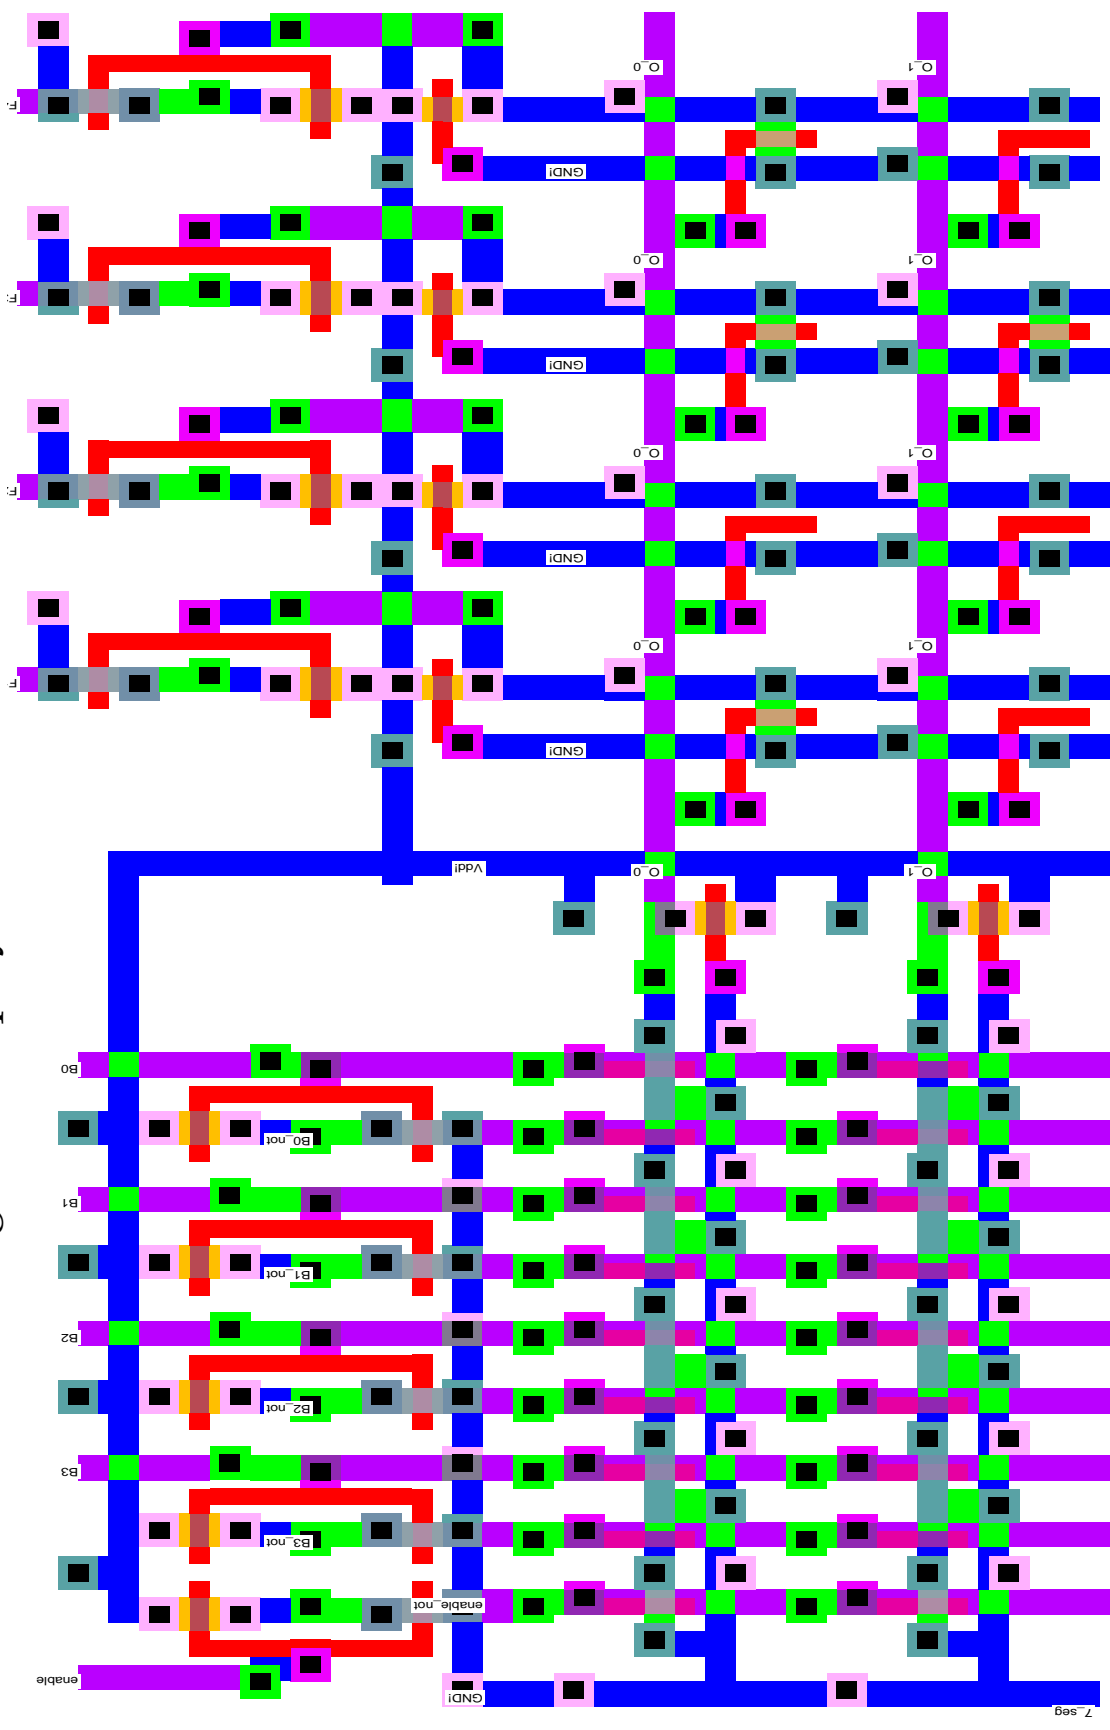 7_seg
GND!
enable
enable_not
B3_not
B3
B2_not
B2
B1_not
B1
B0_not
B0
O_1
O_0
Vdd!
GND!
O_1
O_0
GND!
O_1
O_0
GND!
O_1
O_0
GND!
O_1
O_0